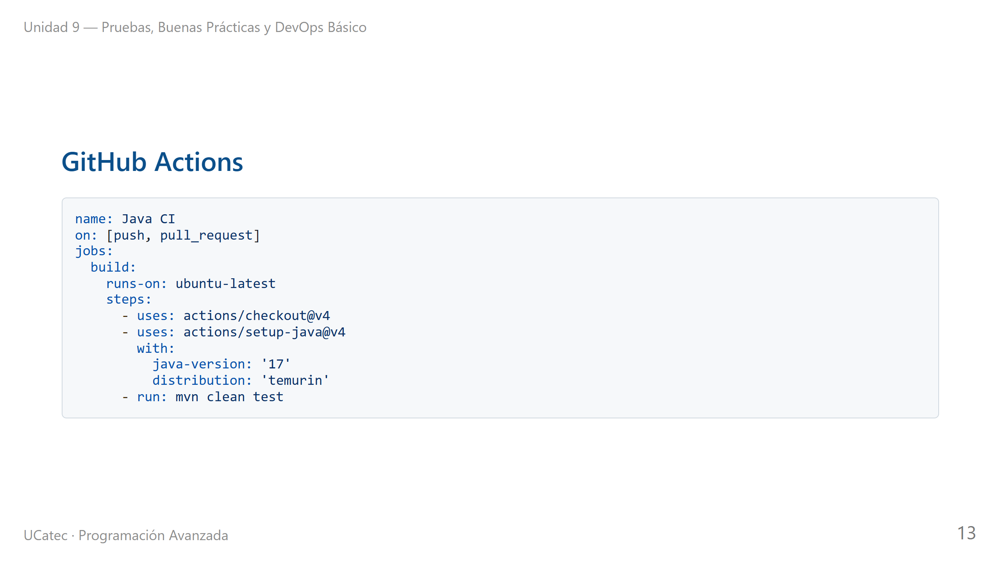 Unidad 9 — Pruebas, Buenas Prácticas y DevOps Básico
GitHub Actions
name: Java CI
on: [push, pull_request]
jobs:
  build:
    runs-on: ubuntu-latest
    steps:
      - uses: actions/checkout@v4
      - uses: actions/setup-java@v4
        with:
          java-version: '17'
          distribution: 'temurin'
      - run: mvn clean test
UCatec · Programación Avanzada
13